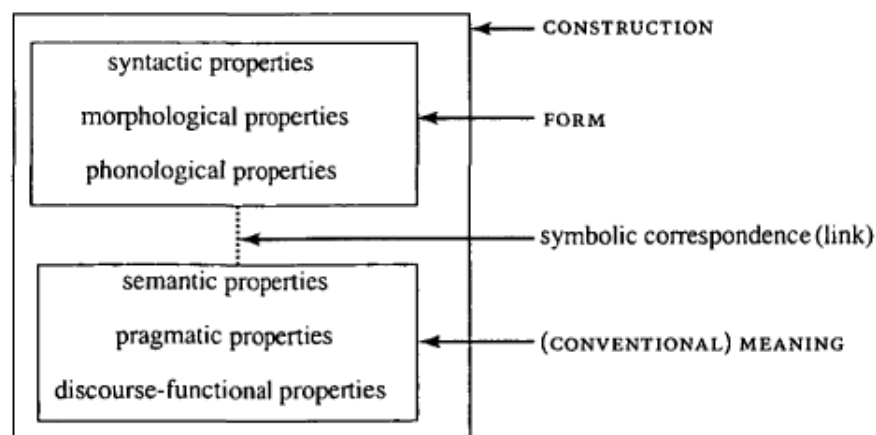 CONSTRUCTION
syntactic properties
morphological properties
FORM
phonological properties
symbolic correspondence (link)
semantic properties
pragmatic properties
(CONVENTIONAL) MEANING
discourse-functional properties